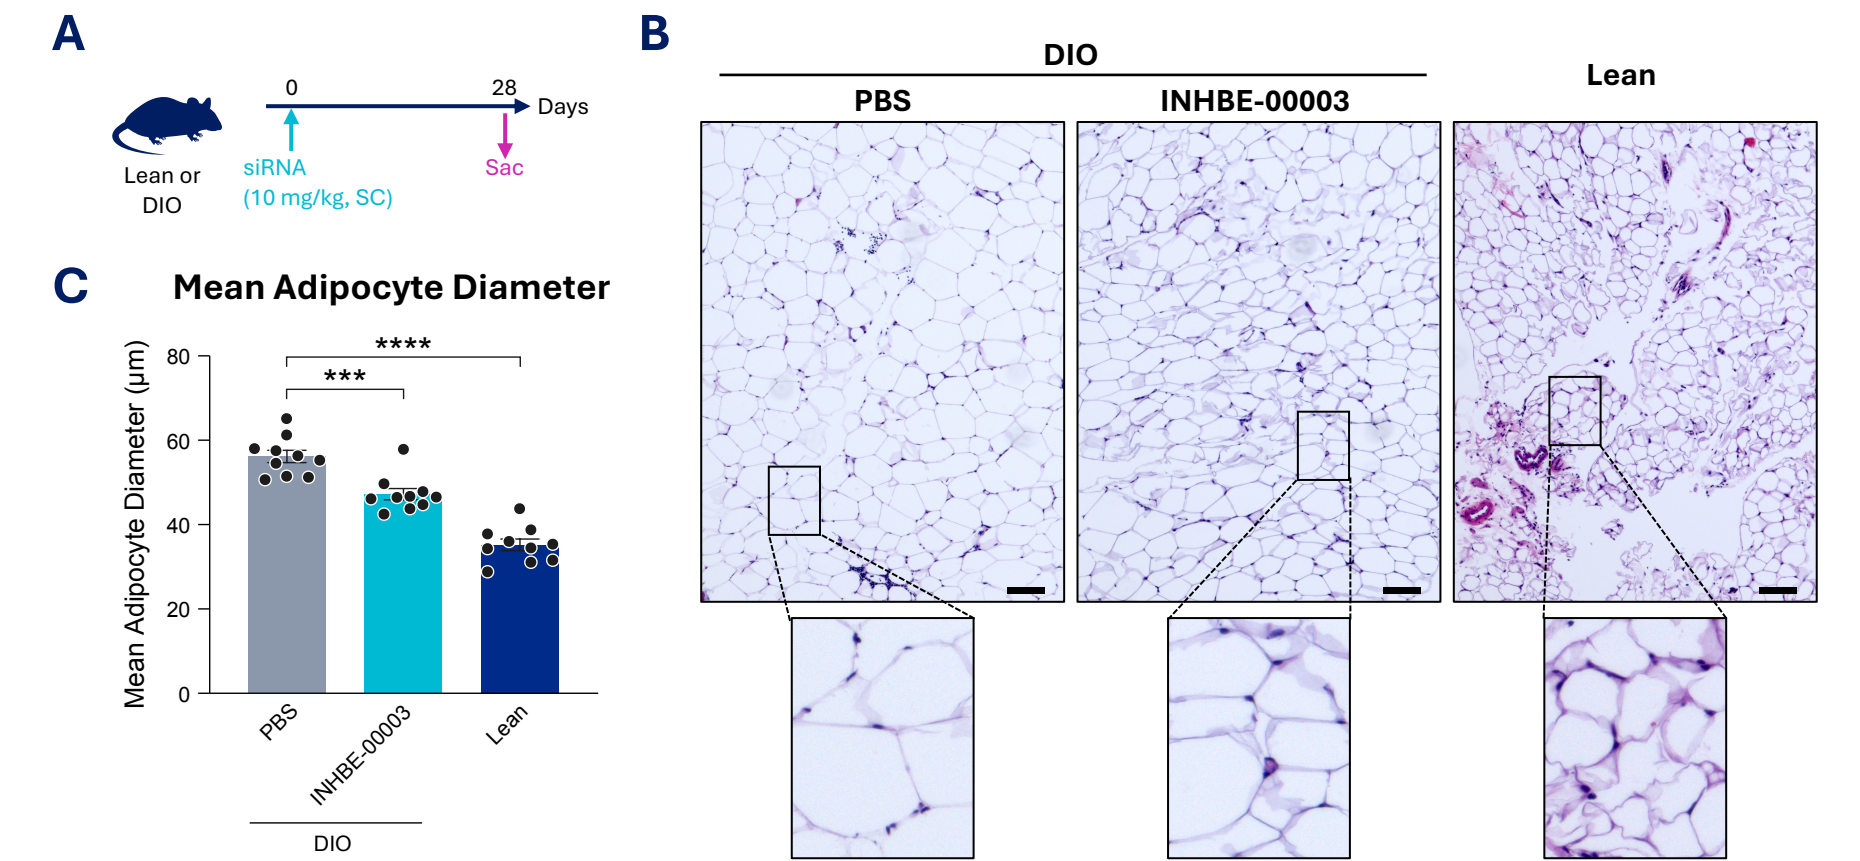 A
0
28
Days
siRNA
(10 mg/kg, SC)
Sac
Lean or
DIO
B
DIO
PBS
INHBE-00003
Lean
C
Mean Adipocyte Diameter
Mean Adipocyte Diameter (µm)
80
60
40
20
0
****
***
PBS
INHBE-00003
Lean
DIO